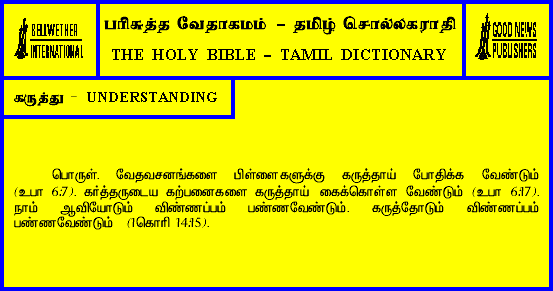 BELLWETHER
INTERNATIONAL
பரிசுத்த வேதாகமம் - தமிழ் சொல்லகராதி
THE HOLY BIBLE - TAMIL DICTIONARY
GOOD NEWS
PUBLISHERS
கருத்து - UNDERSTANDING
பொருள். வேதவசனங்களை பிள்ளைகளுக்கு கருத்தாய் போதிக்க வேண்டும்
(உபா 6:7). கர்த்தருடைய கற்பனைகளை கருத்தாய் கைக்கொள்ள வேண்டும் (உபா 6:17).
நாம் ஆவியோடும் விண்ணப்பம் பண்ணவேண்டும். கருத்தோடும் விண்ணப்பம்
பண்ணவேண்டும் (1கொரி 14:15).